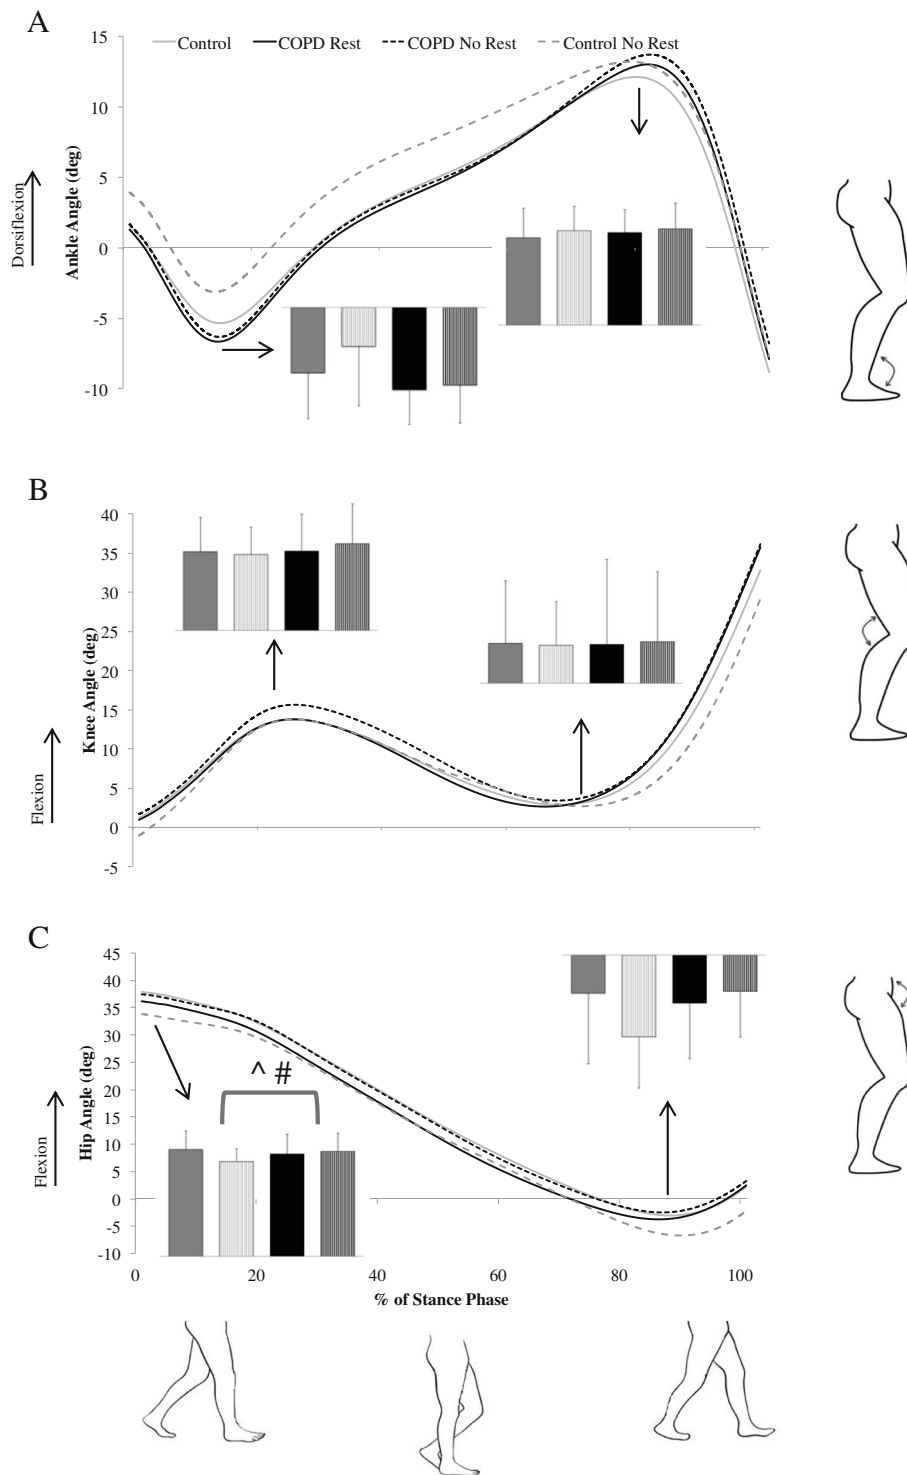 A
15
Control
COPD Rest
COPD No Rest
Control No Rest
10
5
0
-5
-10
Ankle Angle (deg)
Dorsiflexion
B
40
35
30
25
20
15
10
5
0
-5
Knee Angle (deg)
Flexion
C
45
40
35
30
25
20
15
10
5
0
-5
-10
Hip Angle (deg)
Flexion
^ #
0 20 40 60 80 100
% of Stance Phase